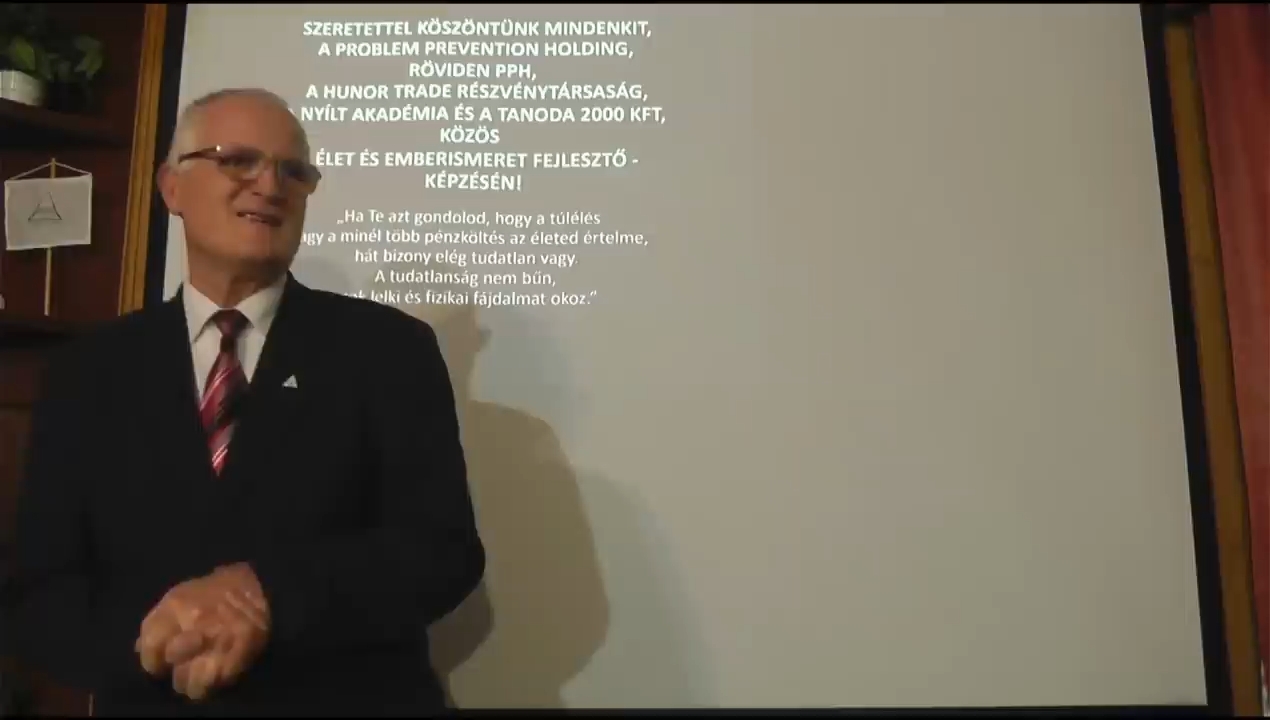 SZERETETTEL KÖSZÖNTÜNK MINDENKIT,
A PROBLEM PREVENTION HOLDING,
RÖVIDEN PPH,
A HUNOR TRADE RÉSZVÉNYTÁRSASÁG,
NYÍLT AKADÉMIA ÉS A TANODA 2000 KFT,
KÖZÖS
ÉLET ÉS EMBERISMERET FEJLESZTŐ -
KÉPZÉSÉN!
„Ha Te azt gondolod, hogy a túlélés
a minél több pénzköltés az életed értelme,
hát bizony elég tudatlan vagy.
A tudatlanság nem bűn,
lelki és fizikai fájdalmat okoz.”